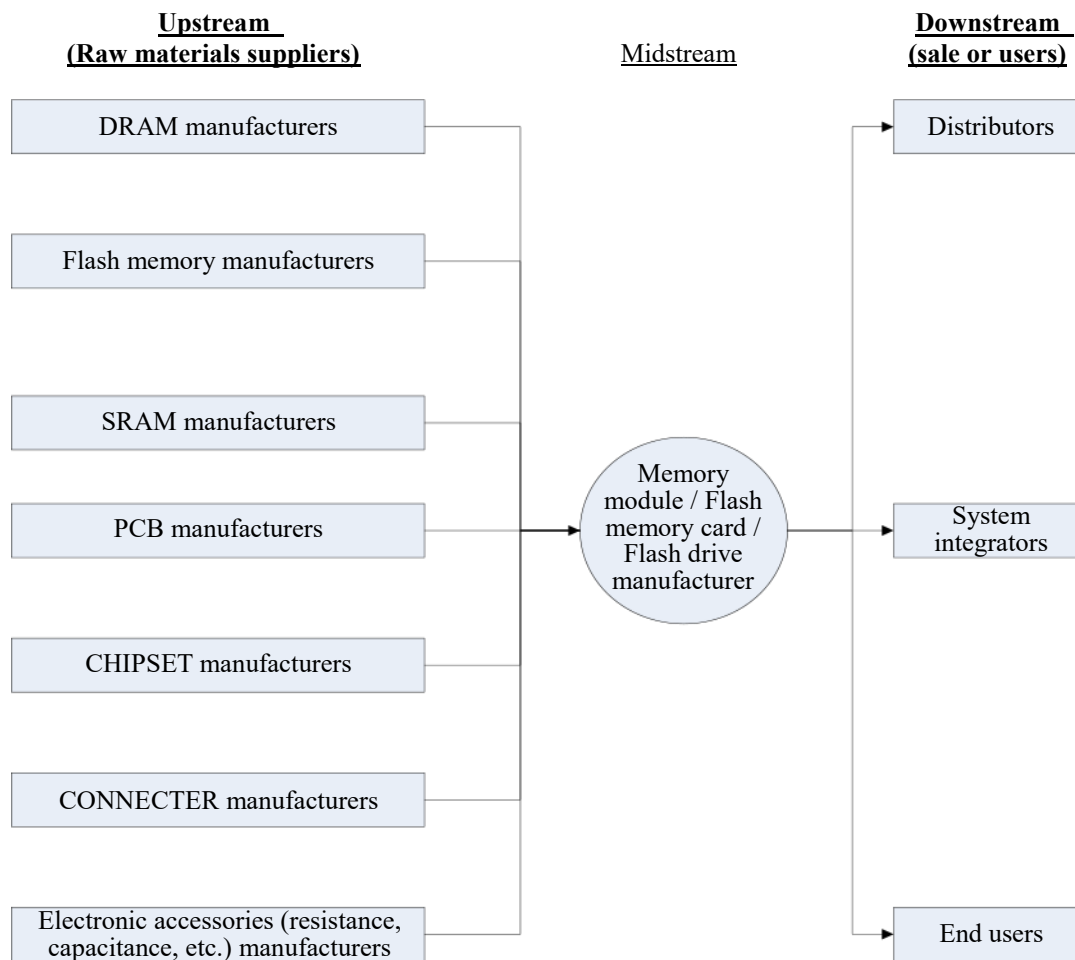 Upstream
(Raw materials suppliers)
Midstream
Downstream
(sale or users)
DRAM manufacturers
Distributors
Flash memory manufacturers
SRAM manufacturers
Memory
module / Flash
memory card /
Flash drive
manufacturer
PCB manufacturers
System
integrators
CHIPSET manufacturers
CONNECTER manufacturers
Electronic accessories (resistance,
capacitance, etc.) manufacturers
End users